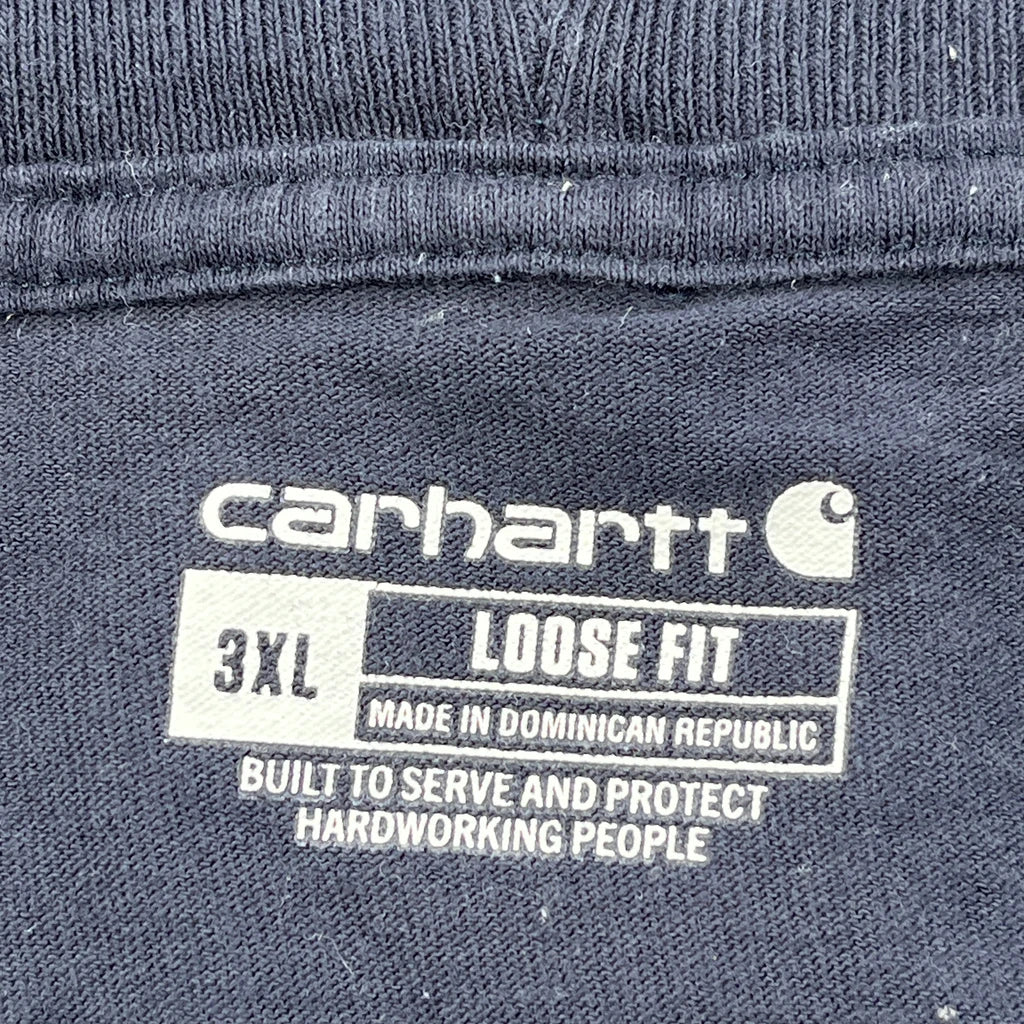 carhartt
3XL
LOOSE FIT
MADE IN DOMINICAN REPUBLIC
BUILT TO SERVE AND PROTECT
HARDWORKING PEOPLE